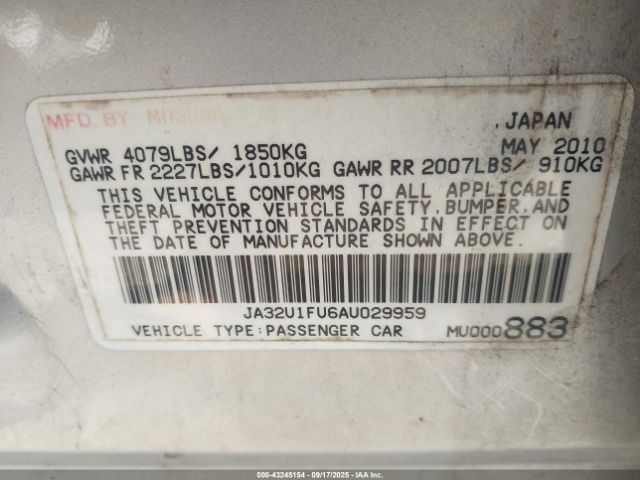 MFD. BY MITSUB
, JAPAN
GVWR 4079LBS/ 1850KG MAY 2010
GAWR FR 2227LBS/1010KG GAWR RR 2007LBS/ 910KG
THIS VEHICLE CONFORMS TO ALL APPLICABLE
FEDERAL MOTOR VEHICLE SAFETY, BUMPER, AND
THEFT PREVENTION STANDARDS IN EFFECT ON
THE DATE OF MANUFACTURE SHOWN ABOVE.
JA32U1FU6AU029959
VEHICLE TYPE:PASSENGER CAR MU000883
000-43245154 - 09/17/2025 - IAA, Inc.